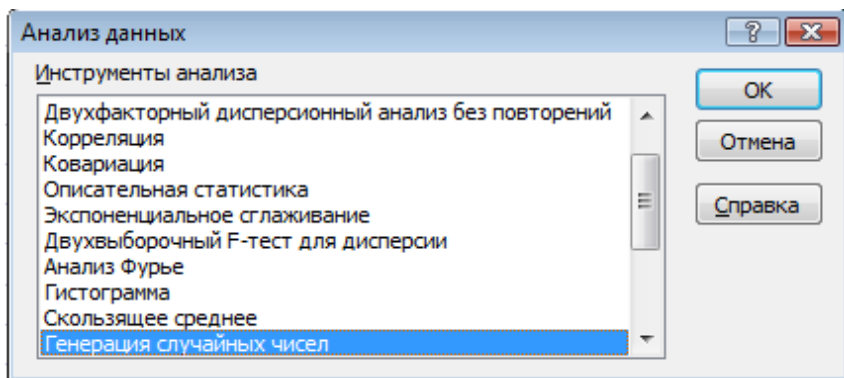 Анализ данных
Инструменты анализа
Двухфакторный дисперсионный анализ без повторений
Корреляция
Ковариация
Описательная статистика
Экспоненциальное сглаживание
Двухвыборочный F-тест для дисперсии
Анализ Фурье
Гистограмма
Скользящее среднее
Генерация случайных чисел
OK
Отмена
Справка